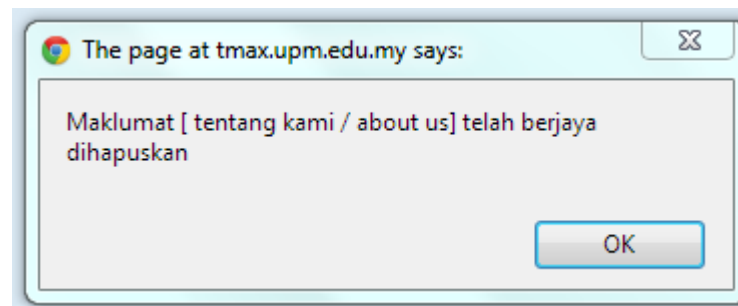 The page at tmax.upm.edu.my says:
Maklumat [ tentang kami / about us] telah berjaya
dihapuskan
OK